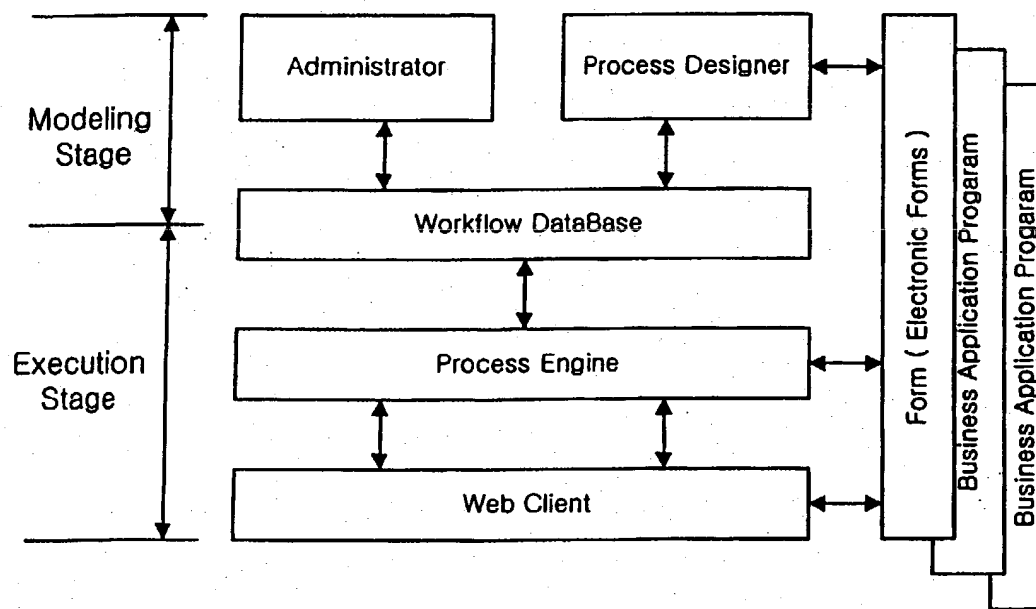 Administrator
Process Designer
Modeling
Stage
Workflow DataBase
Process Engine
Execution
Stage
Web Client
Form ( Electronic Forms )
Business Application Progaram
Business Application Progaram